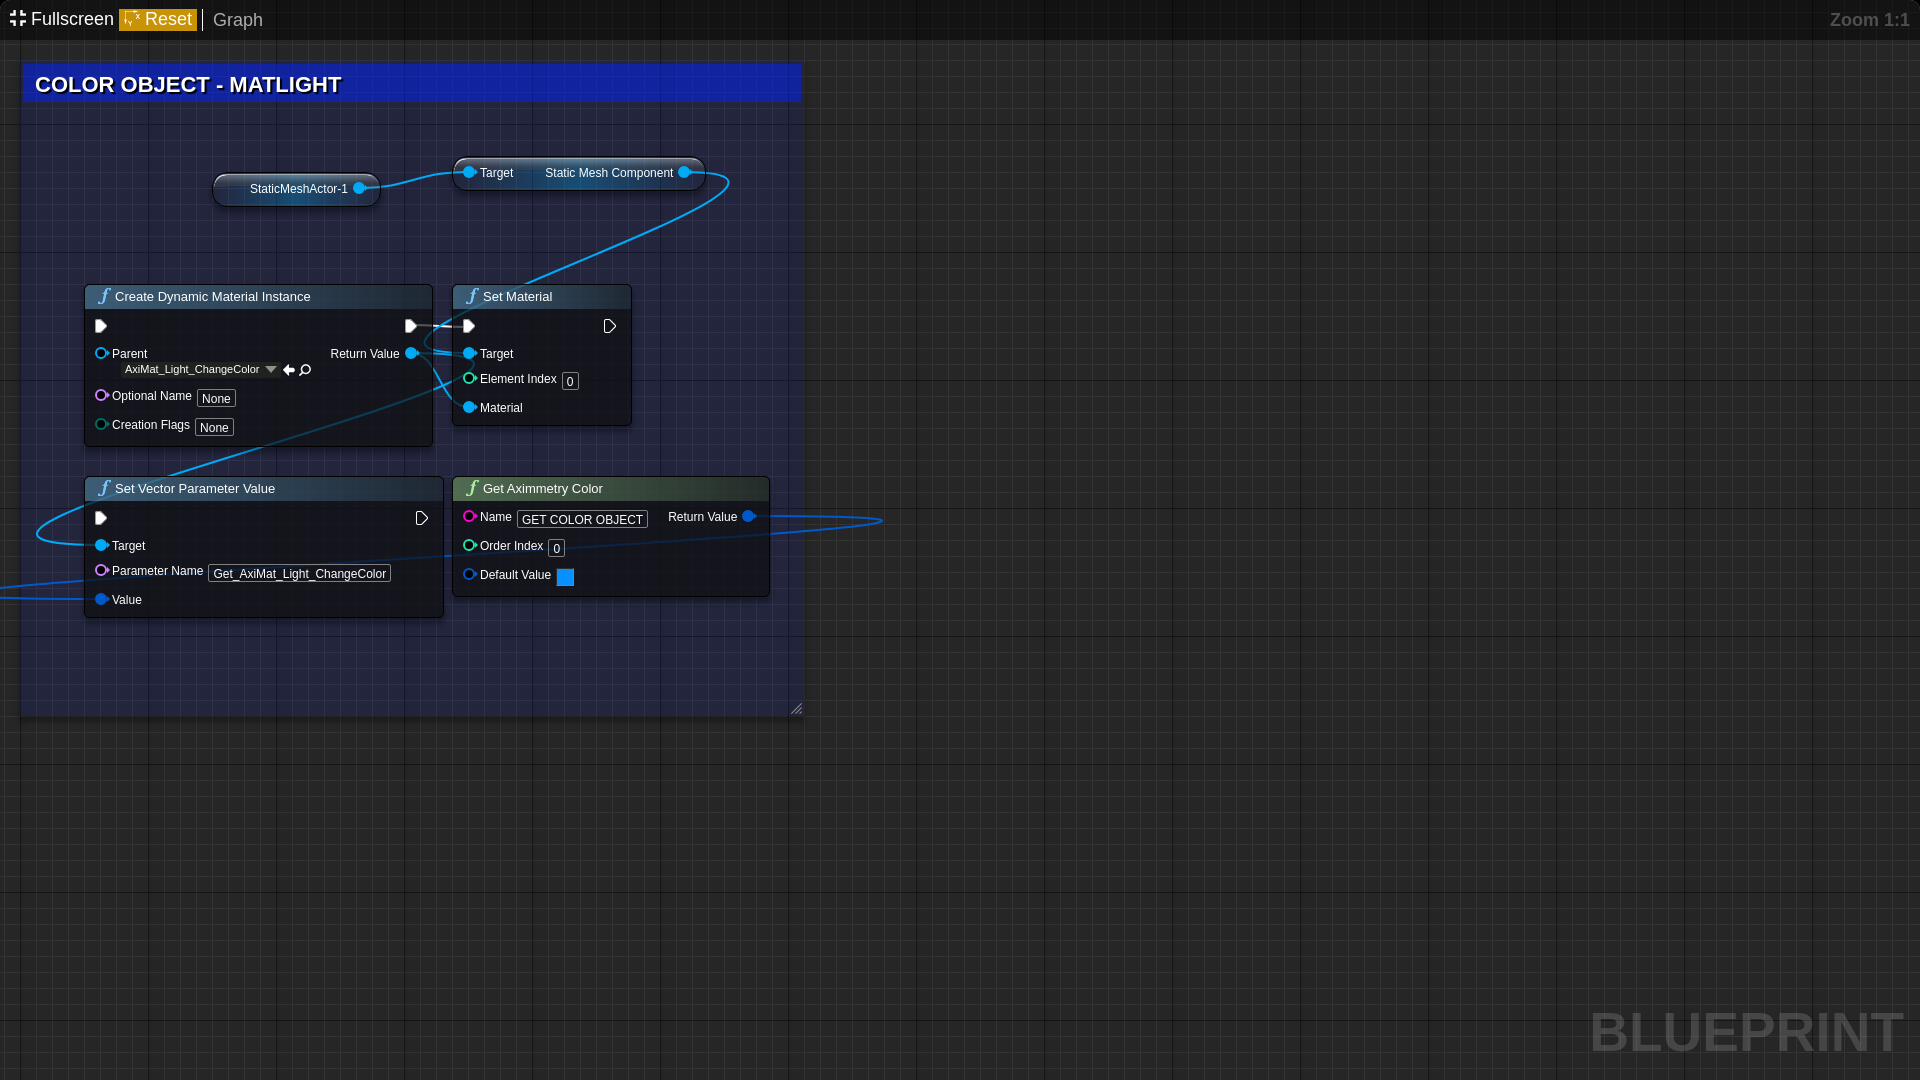 Fullscreen Reset Graph Zoom 1:1
COLOR OBJECT - MATLIGHT
StaticMeshActor-1
Target Static Mesh Component
Create Dynamic Material Instance
Parent Return Value
AxiMat_Light_ChangeColor
Optional Name None
Creation Flags None
Set Material
Target
Element Index 0
Material
Set Vector Parameter Value
Target
Parameter Name Get_AxiMat_Light_ChangeColor
Value
Get Aximmetry Color
Name GET COLOR OBJECT Return Value
Order Index 0
Default Value
BLUEPRINT